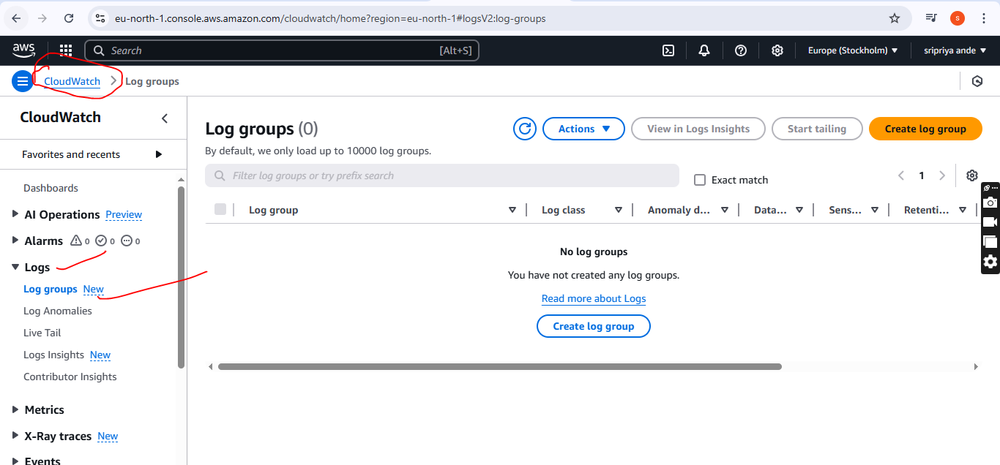 eu-north-1.console.aws.amazon.com/cloudwatch/home?region=eu-north-1#logsV2:log-groups
S
aws
Search [Alt+S]
Europe (Stockholm)
sripriya ande
CloudWatch
Log groups
CloudWatch
Favorites and recents
Dashboards
AI Operations Preview
Alarms 0 0 0
Logs
Log groups New
Log Anomalies
Live Tail
Logs Insights New
Contributor Insights
Metrics
X-Ray traces New
Events
Log groups (0)
Actions
View in Logs Insights
Start tailing
Create log group
By default, we only load up to 10000 log groups.
Filter log groups or try prefix search
Exact match
1
Log group Log class Anomaly d... Data... Sens... Retenti...
No log groups
You have not created any log groups.
Read more about Logs
Create log group